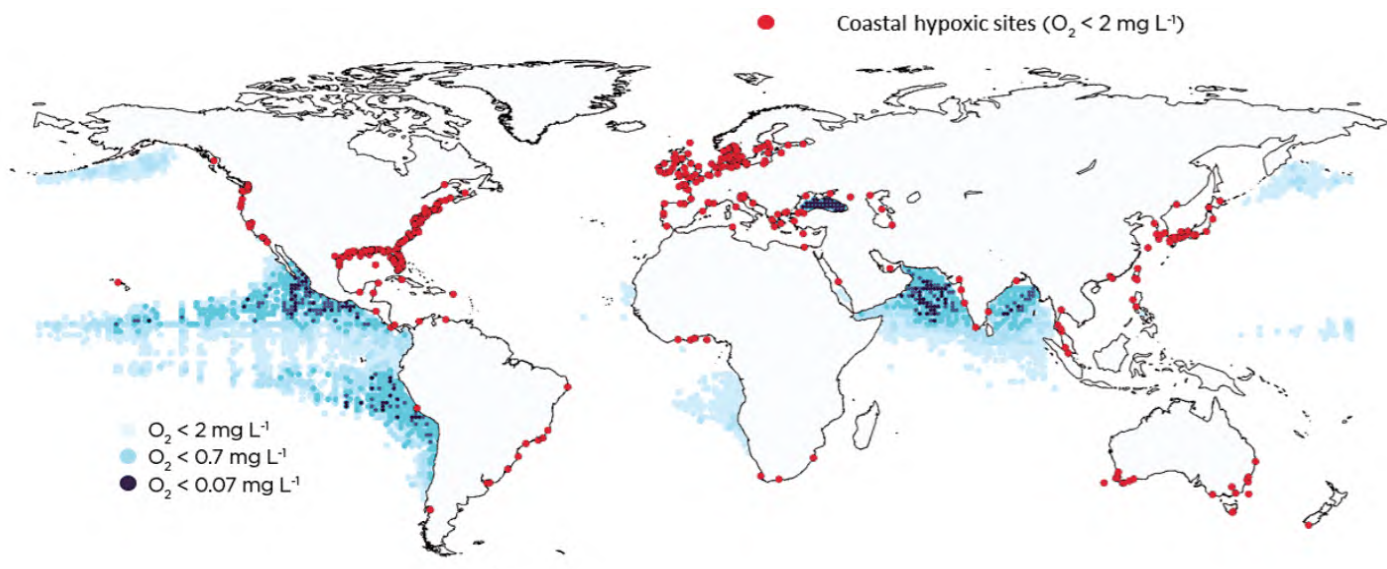 Coastal hypoxic sites (O₂ < 2 mg L⁻¹)
O₂ < 2 mg L⁻¹
O₂ < 0.7 mg L⁻¹
O₂ < 0.07 mg L⁻¹